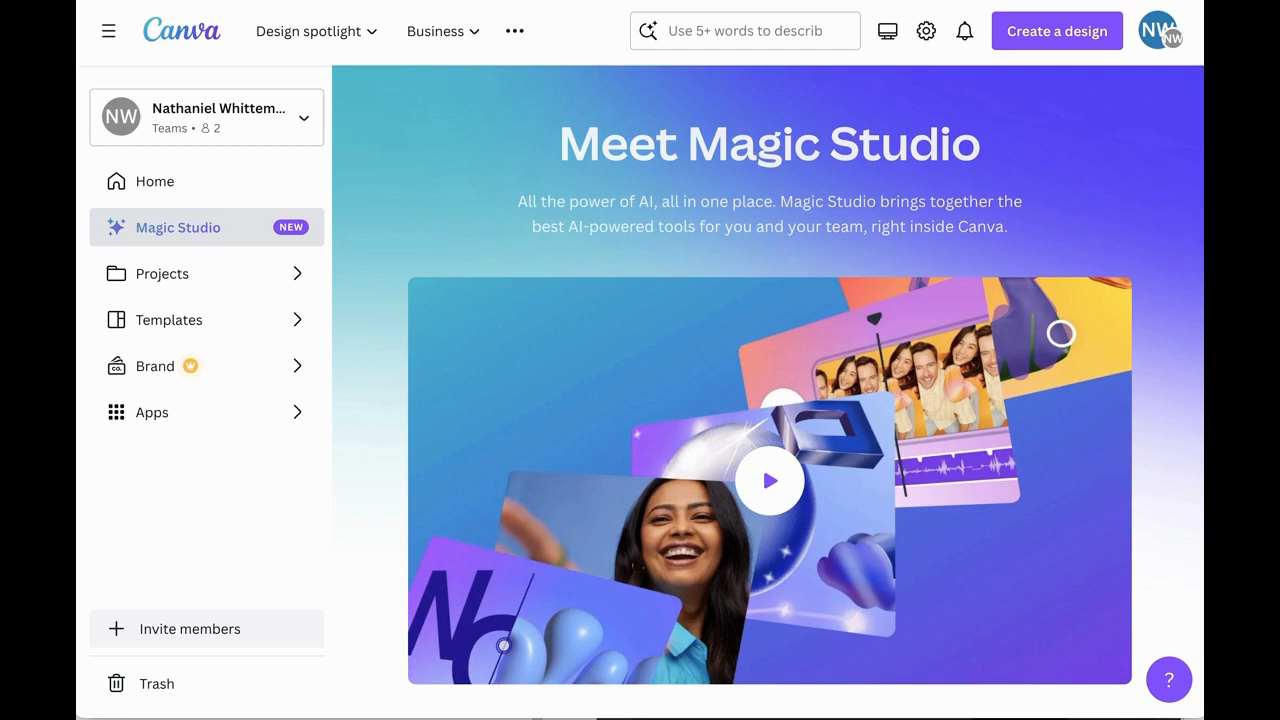 Canva
Design spotlight
Business
Use 5+ words to describ
Create a design
NW
NW
NW
Nathaniel Whittem...
Teams • 2
Home
Magic Studio
NEW
Projects
Templates
CO.
Brand
Apps
Invite members
Trash
Meet Magic Studio
All the power of AI, all in one place. Magic Studio brings together the
best AI-powered tools for you and your team, right inside Canva.
?